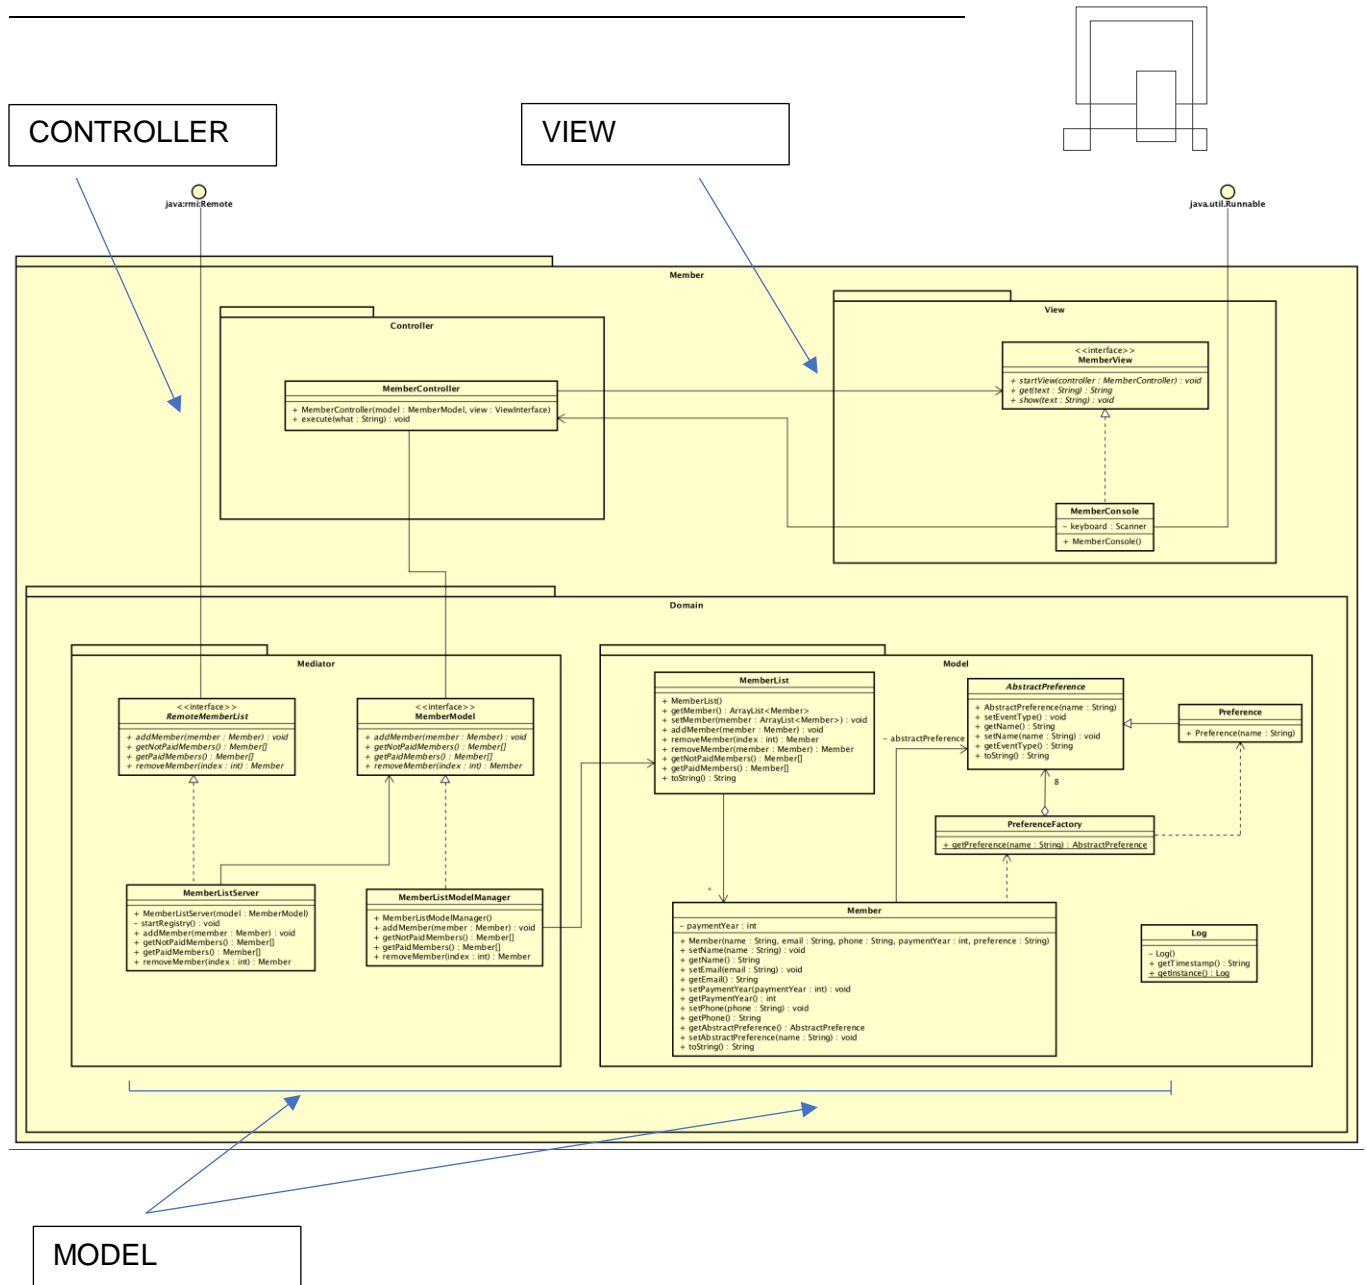 CONTROLLER
VIEW
java:rmi:Remote
java.util.Runnable
Member
Controller
MemberController
+ MemberController(model : MemberModel, view : ViewInterface)
+ execute(what : String) : void
View
<<interface>>
MemberView
+ startView(controller : MemberController) : void
+ get(text : String) : String
+ show(text : String) : void
MemberConsole
- keyboard : Scanner
+ MemberConsole()
Domain
Mediator
<<interface>>
RemoteMemberList
+ addMember(member : Member) : void
+ getNotPaidMembers() : Member[]
+ getPaidMembers() : Member[]
+ removeMember(index : int) : Member
<<interface>>
MemberModel
+ addMember(member : Member) : void
+ getNotPaidMembers() : Member[]
+ getPaidMembers() : Member[]
+ removeMember(index : int) : Member
MemberListServer
+ MemberListServer(model : MemberModel)
- startRegistry() : void
+ addMember(member : Member) : void
+ getNotPaidMembers() : Member[]
+ getPaidMembers() : Member[]
+ removeMember(index : int) : Member
MemberListModelManager
+ MemberListModelManager()
+ addMember(member : Member) : void
+ getNotPaidMembers() : Member[]
+ getPaidMembers() : Member[]
+ removeMember(index : int) : Member
Model
MemberList
+ MemberList()
+ getMember() : ArrayList<Member>
+ setMember(member : ArrayList<Member>) : void
+ addMember(member : Member) : void
+ removeMember(index : int) : Member
+ removeMember(member : Member) : Member
+ getNotPaidMembers() : Member[]
+ getPaidMembers() : Member[]
+ toString() : String
- abstractPreference
AbstractPreference
+ AbstractPreference(name : String)
+ setEventType() : void
+ getName() : String
+ setName(name : String) : void
+ getEventType() : String
+ toString() : String
Preference
+ Preference(name : String)
8
PreferenceFactory
+ getPreference(name : String) : AbstractPreference
*
Member
- paymentYear : int
+ Member(name : String, email : String, phone : String, paymentYear : int, preference : String)
+ setName(name : String) : void
+ getName() : String
+ setEmail(email : String) : void
+ getEmail() : String
+ setPaymentYear(paymentYear : int) : void
+ getPaymentYear() : int
+ setPhone(phone : String) : void
+ getPhone() : String
+ getAbstractPreference() : AbstractPreference
+ setAbstractPreference(name : String) : void
+ toString() : String
Log
- Log()
+ getTimestamp() : String
+ getInstance() : Log
MODEL